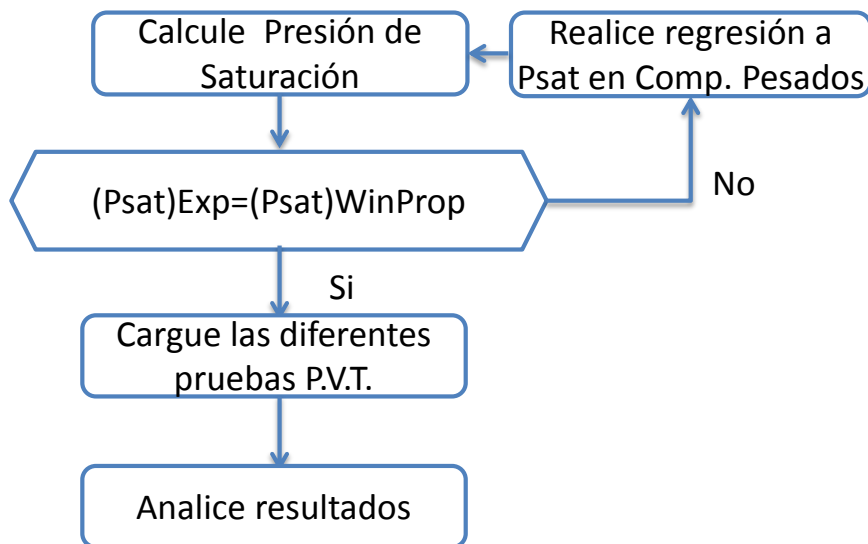 Calcule Presión de
Saturación
Realice regresión a
Psat en Comp. Pesados
(Psat)Exp=(Psat)WinProp
No
Si
Cargue las diferentes
pruebas P.V.T.
Analice resultados